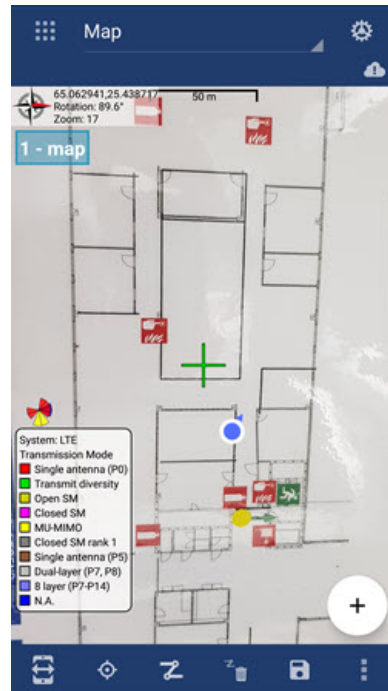 Map
65.062941,25.438717
Rotation: 89.6°
Zoom: 17
50 m
1 - map
System: LTE
Transmission Mode
Single antenna (P0)
Transmit diversity
Open SM
Closed SM
MU-MIMO
Closed SM rank 1
Single antenna (P5)
Dual-layer (P7, P8)
8 layer (P7-P14)
N.A.